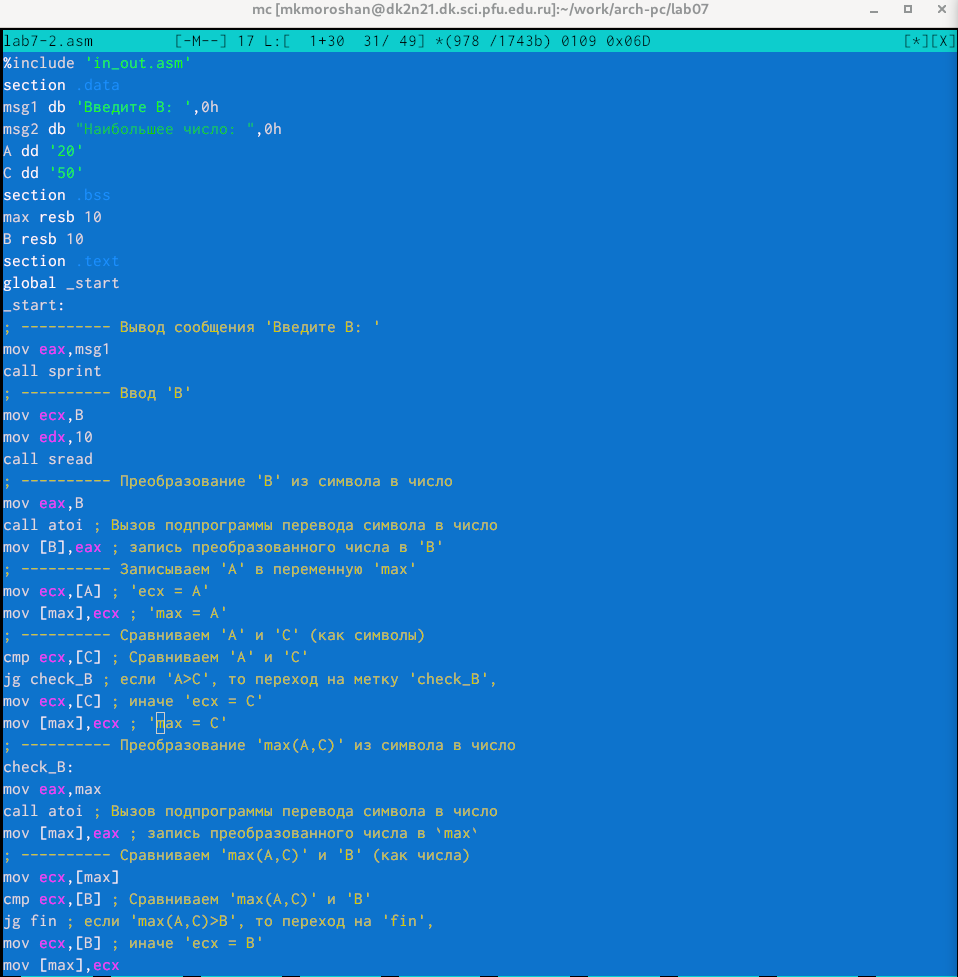 mc [mkmoroshan@dk2n21.dk.sci.pfu.edu.ru]:~/work/arch-pc/lab07
lab7-2.asm [-M--] 17 L:[ 1+30 31/ 49] *(978 /1743b) 0109 0x06D [*][X]
%include 'in_out.asm'
section .data
msg1 db 'Введите B: ',0h
msg2 db "Наибольшее число: ",0h
A dd '20'
C dd '50'
section .bss
max resb 10
B resb 10
section .text
global _start
_start:
; ---------- Вывод сообщения 'Введите B: '
mov eax,msg1
call sprint
; ---------- Ввод 'B'
mov ecx,B
mov edx,10
call sread
; ---------- Преобразование 'B' из символа в число
mov eax,B
call atoi ; Вызов подпрограммы перевода символа в число
mov [B],eax ; запись преобразованного числа в 'B'
; ---------- Записываем 'A' в переменную 'max'
mov ecx,[A] ; 'ecx = A'
mov [max],ecx ; 'max = A'
; ---------- Сравниваем 'A' и 'С' (как символы)
cmp ecx,[C] ; Сравниваем 'A' и 'С'
jg check_B ; если 'A>C', то переход на метку 'check_B',
mov ecx,[C] ; иначе 'ecx = C'
mov [max],ecx ; 'max = C'
; ---------- Преобразование 'max(A,C)' из символа в число
check_B:
mov eax,max
call atoi ; Вызов подпрограммы перевода символа в число
mov [max],eax ; запись преобразованного числа в `max`
; ---------- Сравниваем 'max(A,C)' и 'B' (как числа)
mov ecx,[max]
cmp ecx,[B] ; Сравниваем 'max(A,C)' и 'B'
jg fin ; если 'max(A,C)>B', то переход на 'fin',
mov ecx,[B] ; иначе 'ecx = B'
mov [max],ecx